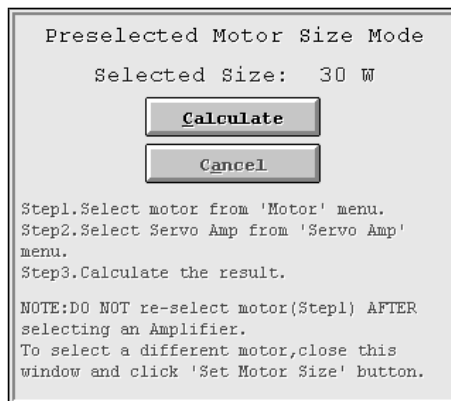 Preselected Motor Size Mode
Selected Size: 30 W
Calculate
Cancel
Step1.Select motor from 'Motor' menu.
Step2.Select Servo Amp from 'Servo Amp'
menu.
Step3.Calculate the result.
NOTE:DO NOT re-select motor(Step1) AFTER
selecting an Amplifier.
To select a different motor,close this
window and click 'Set Motor Size' button.